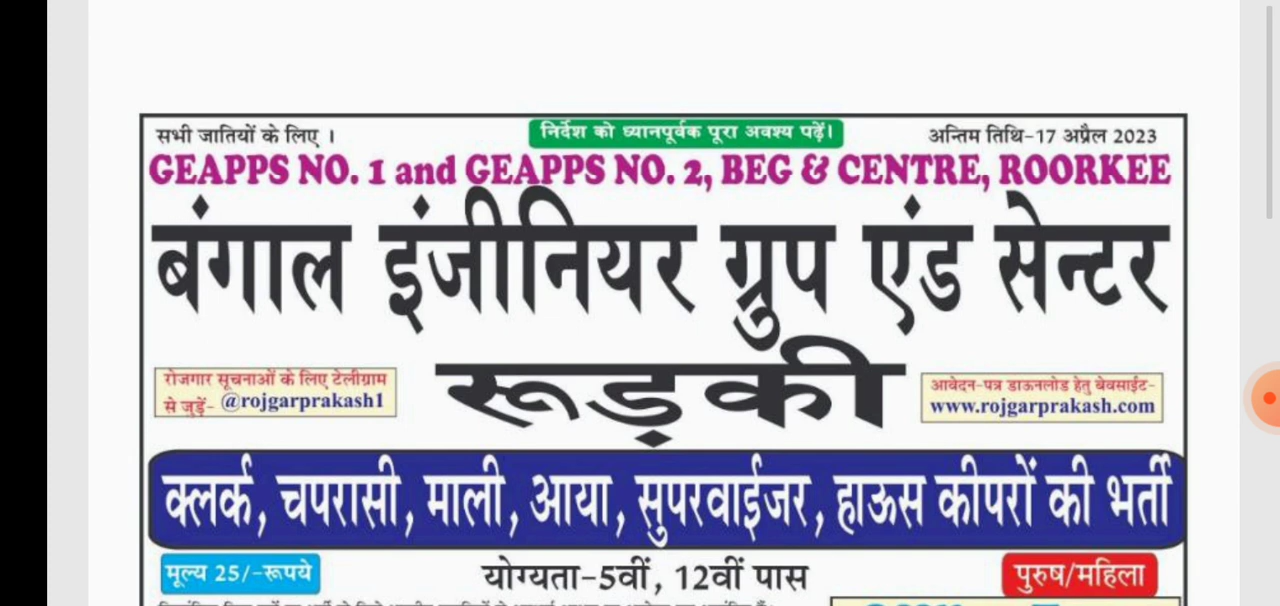 सभी जातियों के लिए ।
निर्देश को ध्यानपूर्वक पूरा अवश्य पढ़ें।
अन्तिम तिथि-17 अप्रैल 2023
GEAPPS NO. 1 and GEAPPS NO. 2, BEG & CENTRE, ROORKEE
बंगाल इंजीनियर ग्रुप एंड सेन्टर
रूड़की
रोजगार सूचनाओं के लिए टेलीग्राम
से जुड़ें- @rojgarprakash1
आवेदन-पत्र डाऊनलोड हेतु बेवसाईट-
www.rojgarprakash.com
क्लर्क, चपरासी, माली, आया, सुपरवाईजर, हाऊस कीपरों की भर्ती
मूल्य 25/-रूपये
योग्यता-5वीं, 12वीं पास
पुरुष/महिला